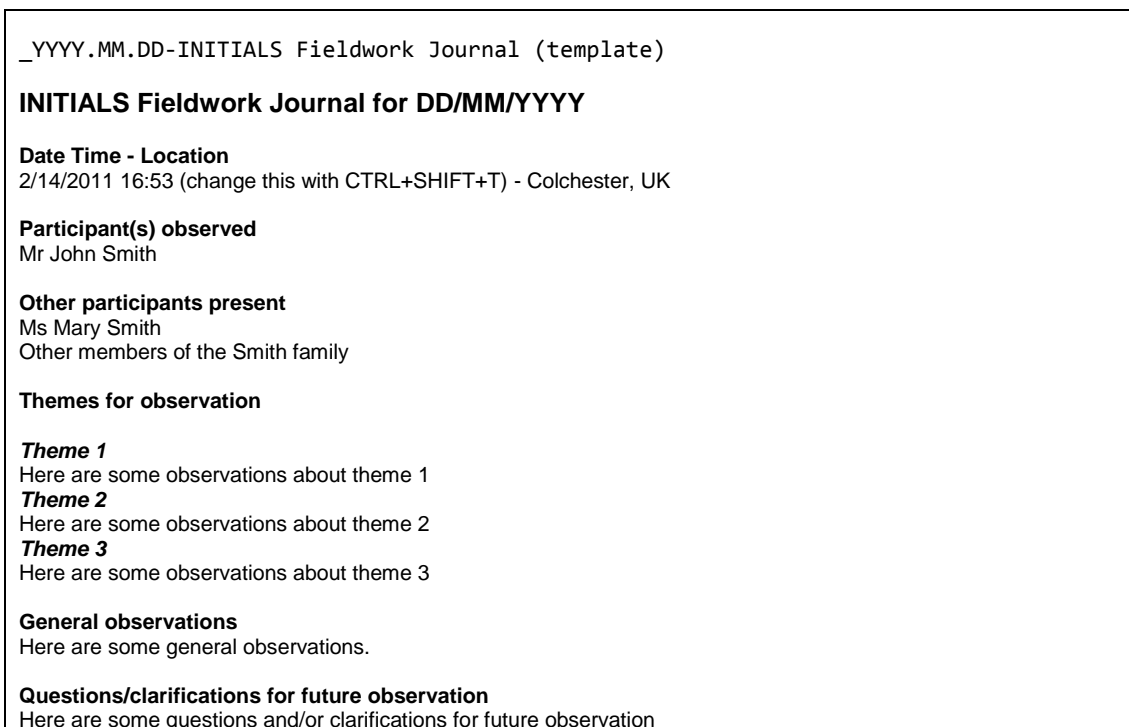 _YYYY.MM.DD-INITIALS Fieldwork Journal (template)
INITIALS Fieldwork Journal for DD/MM/YYYY
Date Time - Location
2/14/2011 16:53 (change this with CTRL+SHIFT+T) - Colchester, UK
Participant(s) observed
Mr John Smith
Other participants present
Ms Mary Smith
Other members of the Smith family
Themes for observation
Theme 1
Here are some observations about theme 1
Theme 2
Here are some observations about theme 2
Theme 3
Here are some observations about theme 3
General observations
Here are some general observations.
Questions/clarifications for future observation
Here are some questions and/or clarifications for future observation